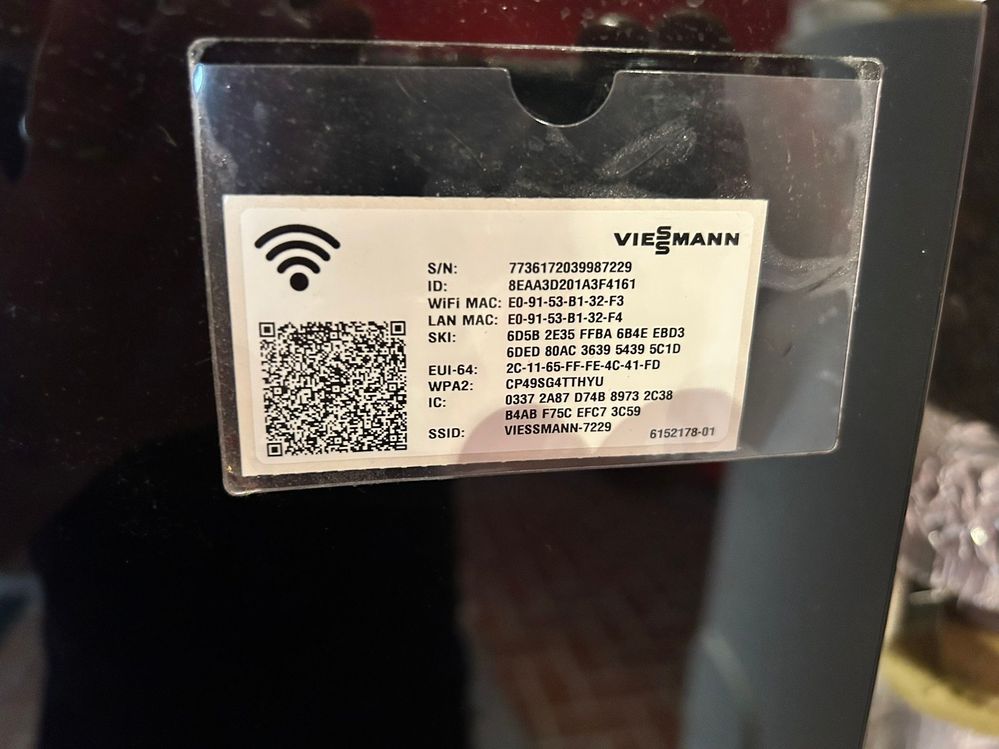 VIESSMANN
S/N: 7736172039987229
ID: 8EAA3D201A3F4161
WiFi MAC: E0-91-53-B1-32-F3
LAN MAC: E0-91-53-B1-32-F4
SKI: 6D5B 2E35 FFBA 6B4E EBD3
6DED 80AC 3639 5439 5C1D
EUI-64: 2C-11-65-FF-FE-4C-41-FD
WPA2: CP49SG4TTHYU
IC: 0337 2A87 D74B 8973 2C38
B4AB F75C EFC7 3C59
SSID: VIESSMANN-7229
6152178-01